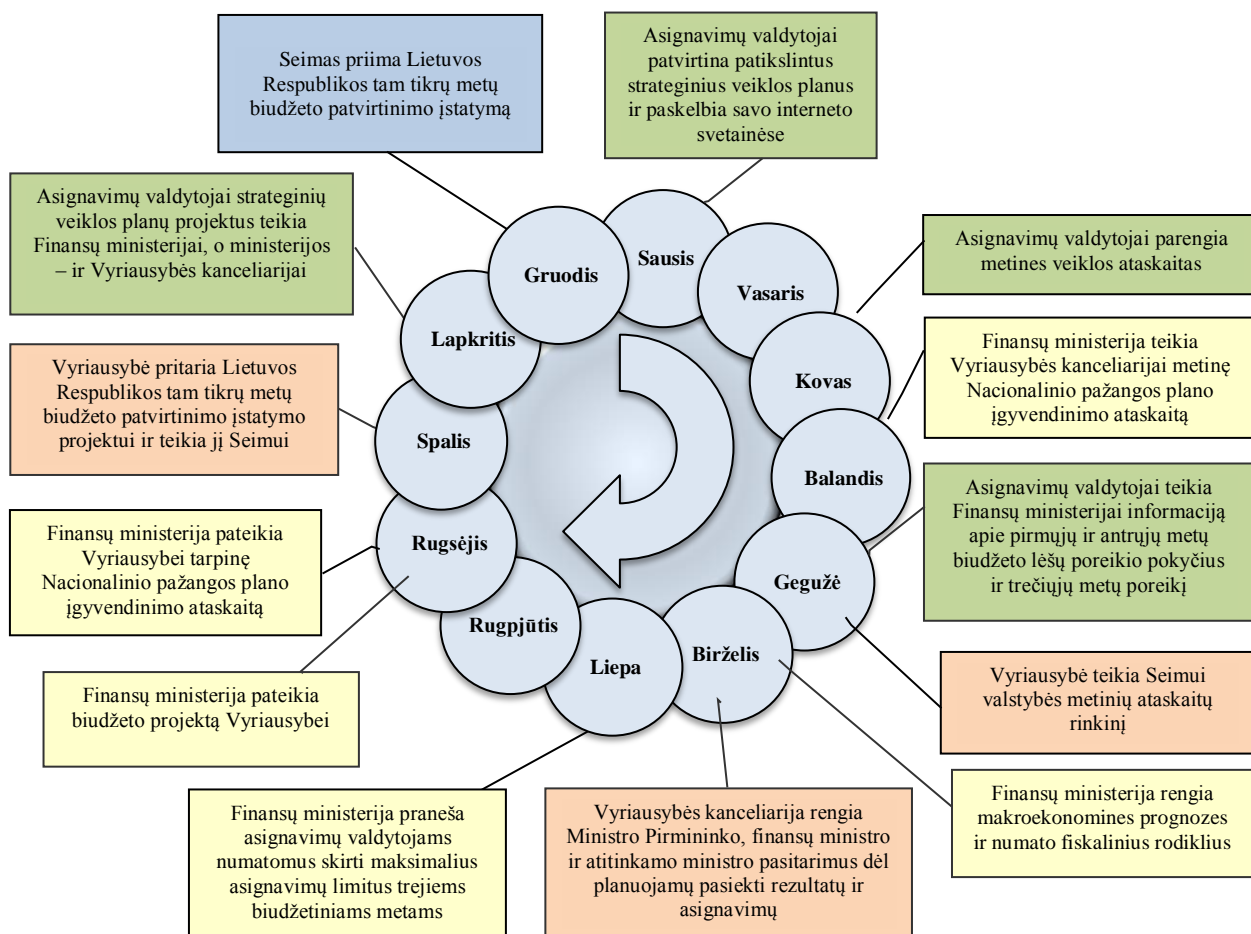 Seimas priima Lietuvos
Respublikos tam tikrų metų
biudžeto patvirtinimo įstatymą
Asignavimų valdytojai
patvirtina patikslintus
strateginius veiklos planus
ir paskelbia savo interneto
svetainėse
Asignavimų valdytojai strateginių
veiklos planų projektus teikia
Finansų ministerijai, o ministerijos
– ir Vyriausybės kanceliarijai
Asignavimų valdytojai parengia
metines veiklos ataskaitas
Vyriausybė pritaria Lietuvos
Respublikos tam tikrų metų
biudžeto patvirtinimo įstatymo
projektui ir teikia jį Seimui
Finansų ministerija teikia
Vyriausybės kanceliarijai metinę
Nacionalinio pažangos plano
įgyvendinimo ataskaitą
Finansų ministerija pateikia
Vyriausybei tarpinę
Nacionalinio pažangos plano
įgyvendinimo ataskaitą
Asignavimų valdytojai teikia
Finansų ministerijai informaciją
apie pirmųjų ir antrųjų metų
biudžeto lėšų poreikio pokyčius
ir trečiųjų metų poreikį
Finansų ministerija pateikia
biudžeto projektą Vyriausybei
Vyriausybė teikia Seimui
valstybės metinių ataskaitų
rinkinį
Finansų ministerija praneša
asignavimų valdytojams
numatomus skirti maksimalius
asignavimų limitus trejiems
biudžetiniams metams
Vyriausybės kanceliarija rengia
Ministro Pirmininko, finansų ministro
ir atitinkamo ministro pasitarimus dėl
planuojamų pasiekti rezultatų ir
asignavimų
Finansų ministerija rengia
makroekonomines prognozes
ir numato fiskalinius rodiklius
Sausis
Vasaris
Kovas
Balandis
Gegužė
Birželis
Liepa
Rugpjūtis
Rugsėjis
Spalis
Lapkritis
Gruodis